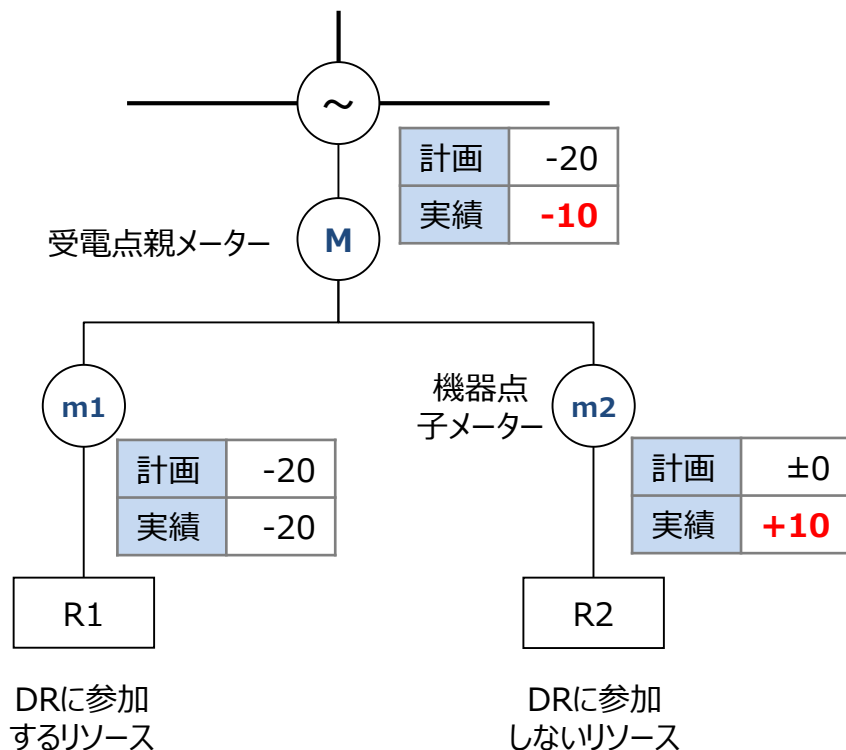 ～
計画 -20
実績 -10
受電点親メーター
M
m1
機器点
子メーター
m2
計画 -20
実績 -20
計画 ±0
実績 +10
R1
R2
DRに参加
するリソース
DRに参加
しないリソース